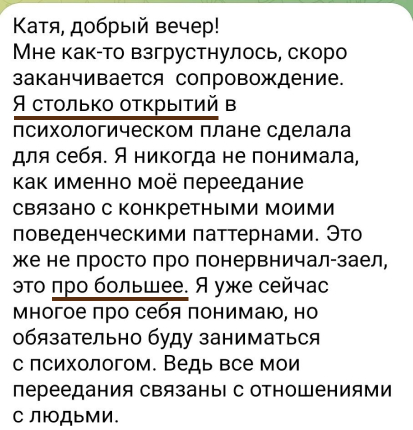 Катя, добрый вечер!
Мне как-то взгрустнулось, скоро
заканчивается сопровождение.
Я столько открытий в
психологическом плане сделала
для себя. Я никогда не понимала,
как именно моё переедание
связано с конкретными моими
поведенческими паттернами. Это
же не просто про понервничал-заел,
это про большее. Я уже сейчас
многое про себя понимаю, но
обязательно буду заниматься
с психологом. Ведь все мои
переедания связаны с отношениями
с людьми.